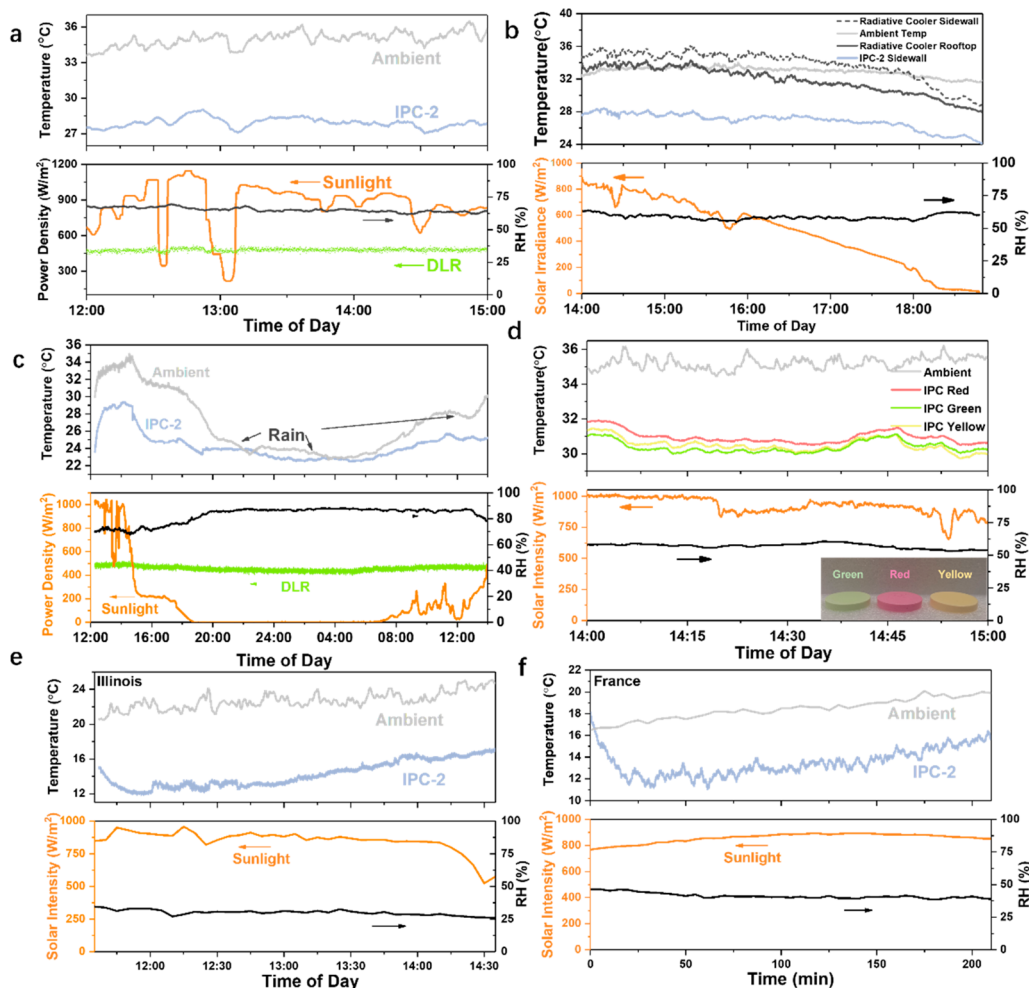 a
Temperature (°C)
36
33
30
27
Ambient
IPC-2
Power Density (W/m²)
1200
900
600
300
Sunlight
DLR
100
75
50
25
0
RH (%)
12:00 13:00 14:00 15:00
Time of Day
b
Temperature(°C)
40
36
32
28
24
Radiative Cooler Sidewall
Ambient Temp
Radiative Cooler Rooftop
IPC-2 Sidewall
Solar Irradiance (W/m²)
1000
800
600
400
200
0
100
75
50
25
0
RH (%)
14:00 15:00 16:00 17:00 18:00
Time of Day
c
Temperature (°C)
36
34
32
30
28
26
24
22
Ambient
IPC-2
Rain
Power Density (W/m²)
1000
800
600
400
200
0
DLR
Sunlight
100
80
60
40
20
0
RH (%)
12:00 20:00 24:00 04:00 08:00 12:00
Time of Day
d
Temperature(°C)
36
34
32
30
Ambient
IPC Red
IPC Green
IPC Yellow
Solar Intensity (W/m²)
1000
750
500
250
0
100
75
50
25
0
RH (%)
Green Red Yellow
14:00 14:15 14:30 14:45 15:00
Time of Day
e
Illinois
Temperature (°C)
24
20
16
12
Ambient
IPC-2
Solar Intensity (W/m²)
1000
750
500
250
0
Sunlight
100
75
50
25
0
RH (%)
12:00 12:30 13:00 13:30 14:00 14:30
Time of Day
f
France
Temperature (°C)
22
20
18
16
14
12
10
Ambient
IPC-2
Solar Intensity (W/m²)
1000
800
600
400
200
0
Sunlight
100
75
50
25
0
RH (%)
0 50 100 150 200
Time (min)